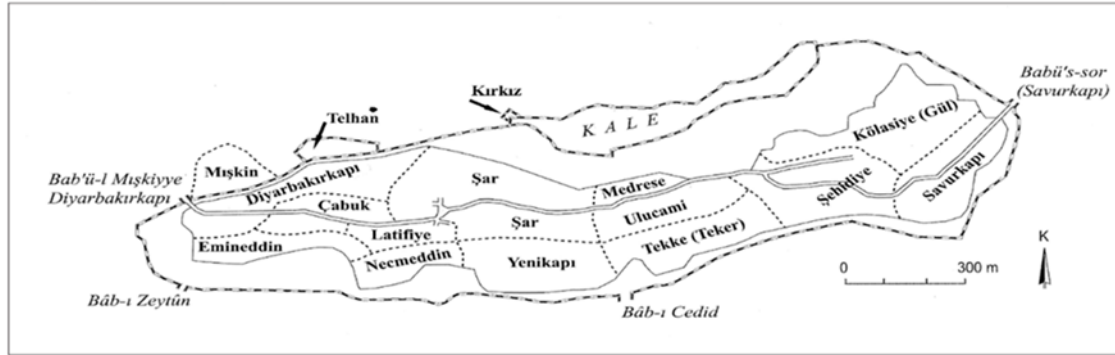 Babü's-sor
(Savurkapı)
Kırkız
KALE
Telhan
Kölasiye (Gül)
Mışkin
Bab'ü-l Mışkiyye
Diyarbakırkapı
Diyarbakırkapı
Şar
Medrese
Şehidiye
Savurkapı
Çabuk
Ulucami
Şar
Latifiye
Tekke (Teker)
Emineddin
Necmeddin
Yenikapı
K
0 300 m
Bâb-ı Zeytûn
Bâb-ı Cedid